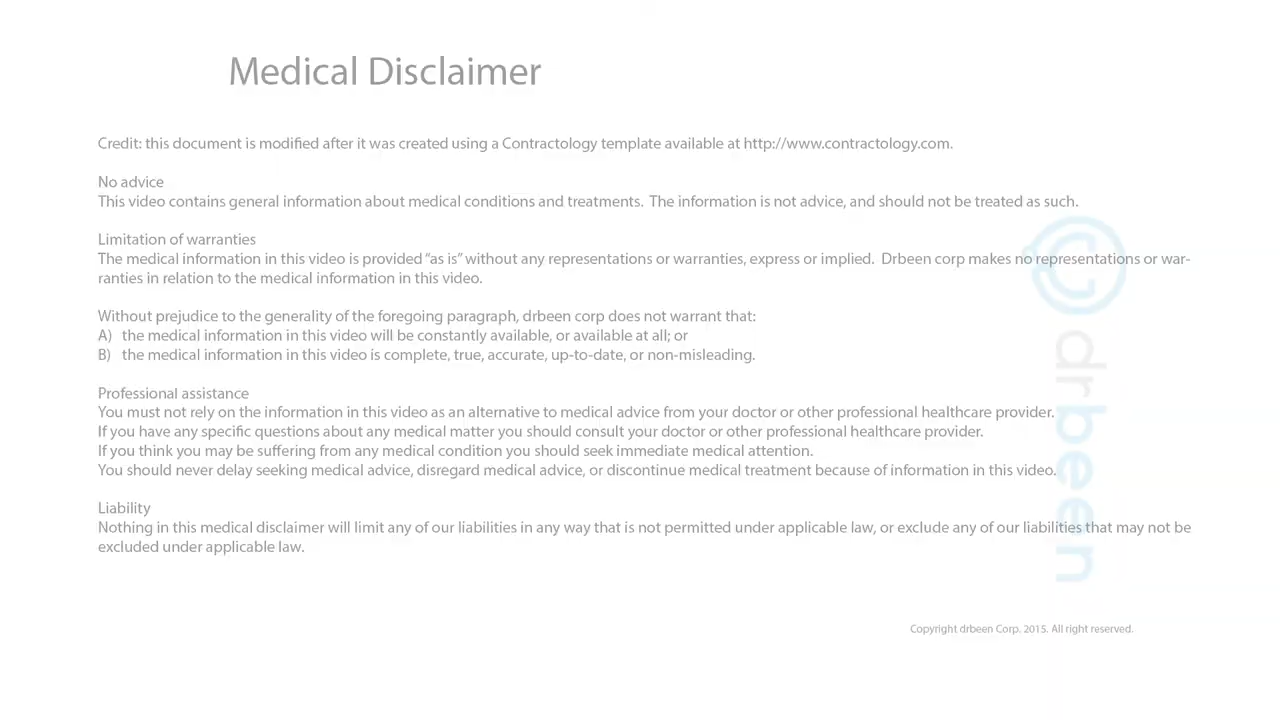 Medical Disclaimer
Credit: this document is modified after it was created using a Contractology template available at http://www.contractology.com.
No advice
This video contains general information about medical conditions and treatments. The information is not advice, and should not be treated as such.
Limitation of warranties
The medical information in this video is provided “as is” without any representations or warranties, express or implied. Drbeen corp makes no representations or war-
ranties in relation to the medical information in this video.
Without prejudice to the generality of the foregoing paragraph, drbeen corp does not warrant that:
A) the medical information in this video will be constantly available, or available at all; or
B) the medical information in this video is complete, true, accurate, up-to-date, or non-misleading.
Professional assistance
You must not rely on the information in this video as an alternative to medical advice from your doctor or other professional healthcare provider.
If you have any specific questions about any medical matter you should consult your doctor or other professional healthcare provider.
If you think you may be suffering from any medical condition you should seek immediate medical attention.
You should never delay seeking medical advice, disregard medical advice, or discontinue medical treatment because of information in this video.
Liability
Nothing in this medical disclaimer will limit any of our liabilities in any way that is not permitted under applicable law, or exclude any of our liabilities that may not be
excluded under applicable law.
drbeen
Copyright drbeen Corp. 2015. All right reserved.